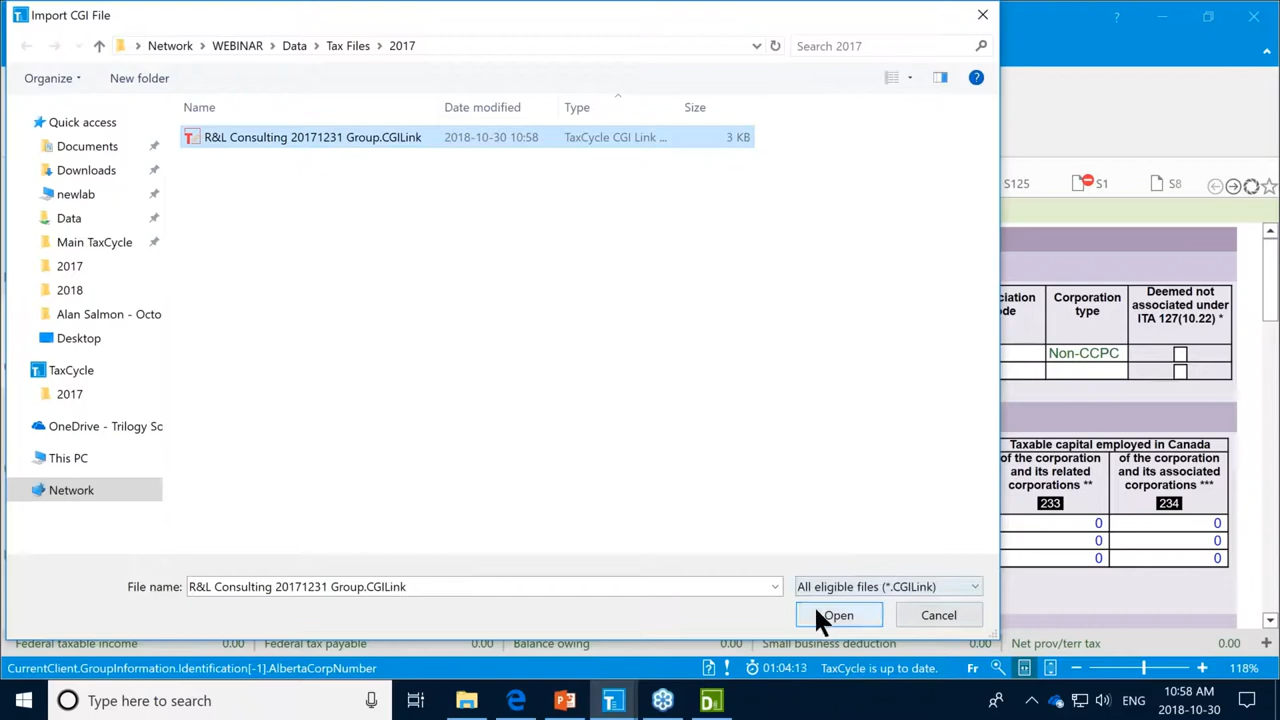 Import CGI File
Network > WEBINAR > Data > Tax Files > 2017
Search 2017
Organize
New folder
Name Date modified Type Size
R&L Consulting 20171231 Group.CGILink 2018-10-30 10:58 TaxCycle CGI Link ... 3 KB
Quick access
Documents
Downloads
newlab
Data
Main TaxCycle
2017
2018
Alan Salmon - Octo
Desktop
TaxCycle
2017
OneDrive - Trilogy Sc
This PC
Network
File name: R&L Consulting 20171231 Group.CGILink
All eligible files (*.CGILink)
Open
Cancel
S125 S1 S8
ciation
de
Corporation
type
Deemed not
associated under
ITA 127(10.22) *
Non-CCPC
Taxable capital employed in Canada
of the corporation
and its related
corporations **
233
of the corporation
and its associated
corporations ***
234
0 0
0 0
0 0
Federal taxable income 0.00 Federal tax payable 0.00 Balance owing 0.00 Small business deduction 0.00 Net prov/terr tax 0.00
CurrentClient.GroupInformation.Identification[-1].AlbertaCorpNumber
01:04:13 TaxCycle is up to date. Fr 118%
Type here to search
ENG
10:58 AM
2018-10-30